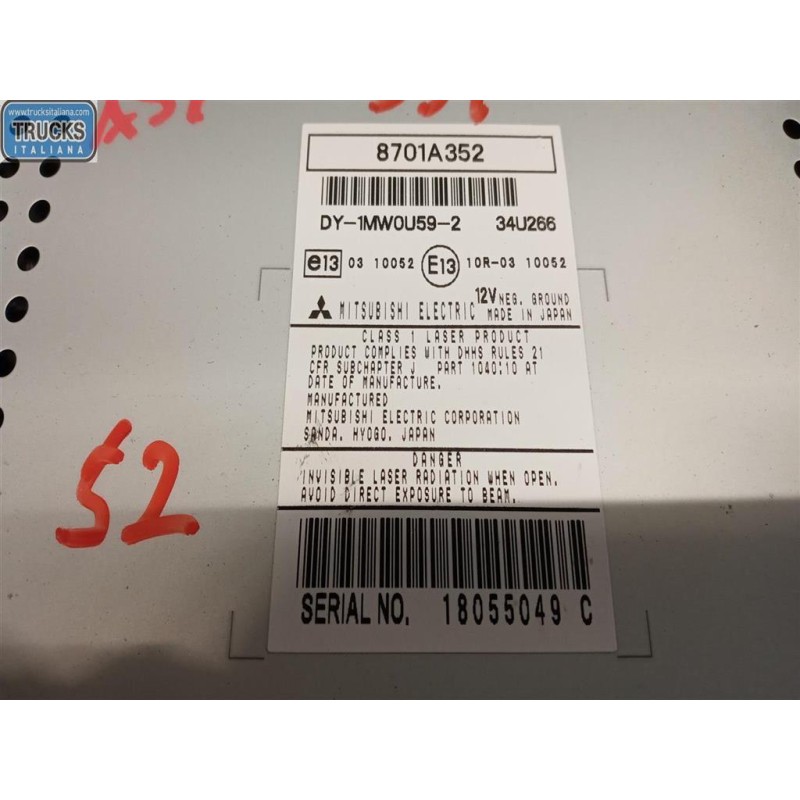 www.trucksitaliana.com
TRUCKS
ITALIANA
8701A352
DY-1MW0U59-2 34U266
e13 03 10052 E13 10R-03 10052
MITSUBISHI ELECTRIC 12V NEG. GROUND
MADE IN JAPAN
CLASS 1 LASER PRODUCT
PRODUCT COMPLIES WITH DHHS RULES 21
CFR SUBCHAPTER J PART 1040:10 AT
DATE OF MANUFACTURE.
MANUFACTURED
MITSUBISHI ELECTRIC CORPORATION
SANDA. HYOGO. JAPAN
DANGER
INVISIBLE LASER RADIATION WHEN OPEN.
AVOID DIRECT EXPOSURE TO BEAM.
52
SERIAL NO. 18055049 C